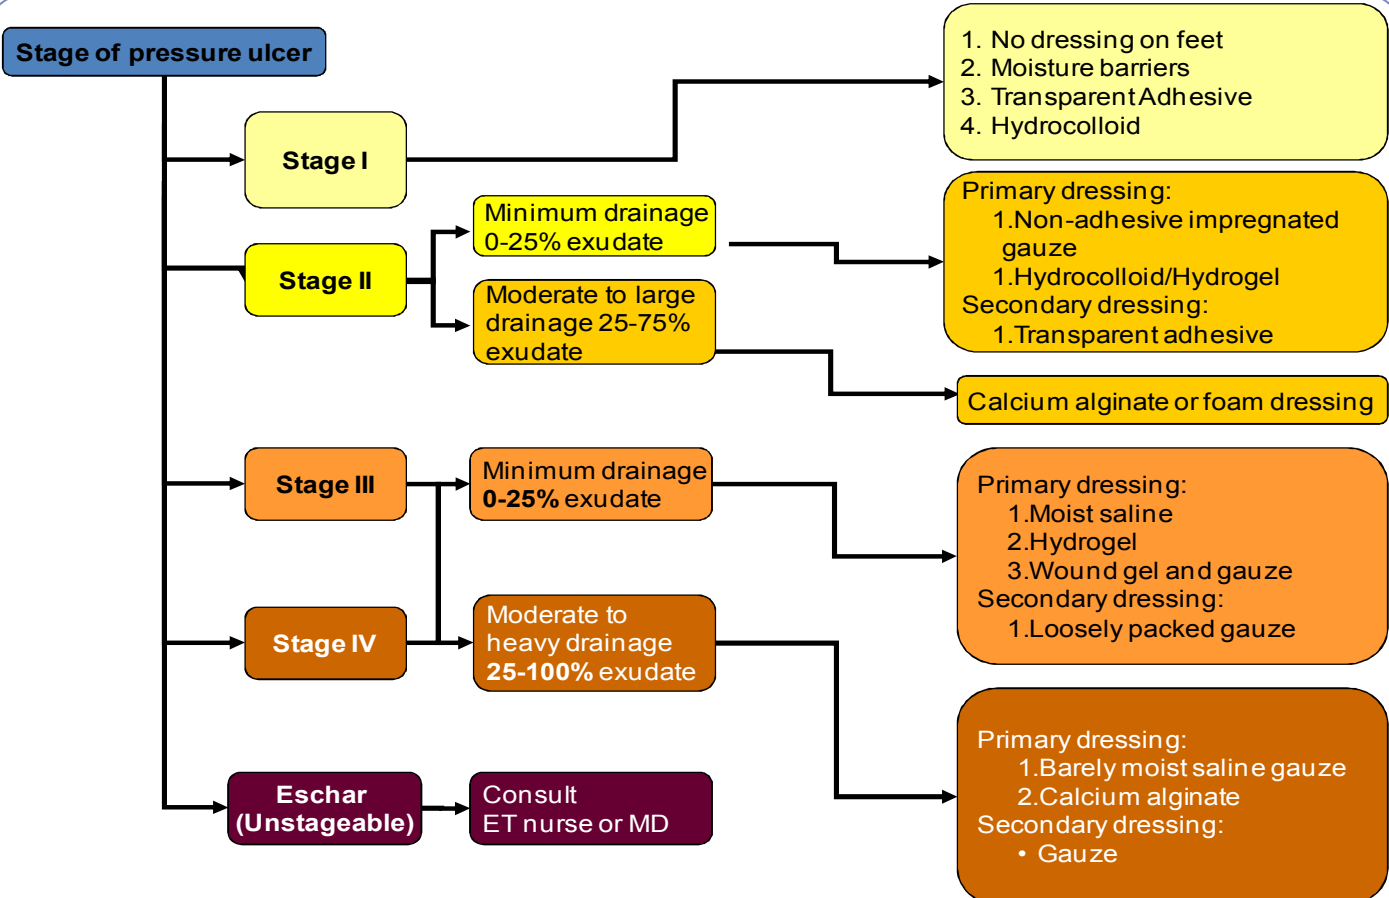 Stage of pressure ulcer
Stage I
1. No dressing on feet
2. Moisture barriers
3. Transparent Adhesive
4. Hydrocolloid
Stage II
Minimum drainage
0-25% exudate
Primary dressing:
1.Non-adhesive impregnated
gauze
1.Hydrocolloid/Hydrogel
Secondary dressing:
1.Transparent adhesive
Moderate to large
drainage 25-75%
exudate
Calcium alginate or foam dressing
Stage III
Minimum drainage
0-25% exudate
Primary dressing:
1.Moist saline
2.Hydrogel
3.Wound gel and gauze
Secondary dressing:
1.Loosely packed gauze
Stage IV
Moderate to
heavy drainage
25-100% exudate
Primary dressing:
1.Barely moist saline gauze
2.Calcium alginate
Secondary dressing:
• Gauze
Eschar
(Unstageable)
Consult
ET nurse or MD